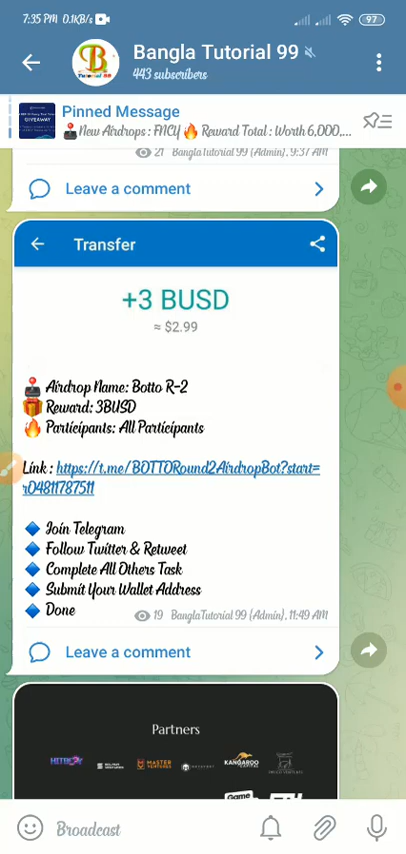 7:35 PM 0.1KB/s
97
Bangla Tutorial 99
443 subscribers
Pinned Message
🕹New Airdrops : FNCY 🔥 Reward Total : Worth 6,000,...
21 BanglaTutorial 99 (Admin), 9:37 AM
Leave a comment
Transfer
+3 BUSD
≈ $2.99
🕹 Airdrop Name: Botto R-2
🎁 Reward: 3BUSD
🔥 Participants: All Participants
Link : https://t.me/BOTTORound2AirdropBot?start=
r04811787511
🔷 Join Telegram
🔷 Follow Twitter & Retweet
🔷 Complete All Others Task
🔷 Submit Your Wallet Address
🔷 Done
19 BanglaTutorial 99 (Admin), 11:49 AM
Leave a comment
Partners
MASTER
KANGAROO
Broadcast